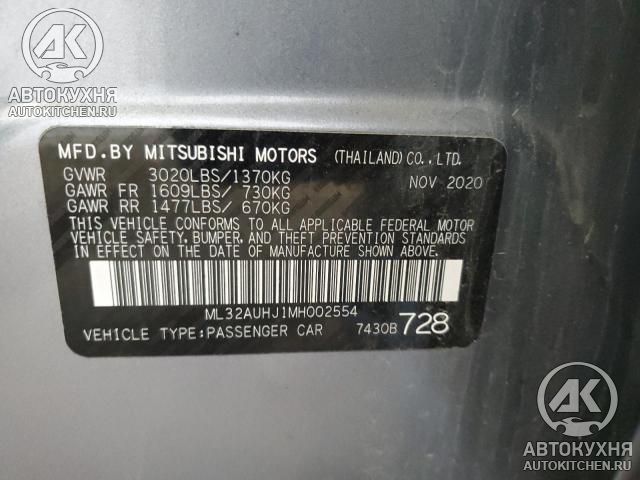 АК
АВТОКУХНЯ
AUTOKITCHEN.RU
MFD.BY MITSUBISHI MOTORS (THAILAND) CO.,LTD.
GVWR 3020LBS/1370KG NOV 2020
GAWR FR 1609LBS/ 730KG
GAWR RR 1477LBS/ 670KG
THIS VEHICLE CONFORMS TO ALL APPLICABLE FEDERAL MOTOR
VEHICLE SAFETY, BUMPER, AND THEFT PREVENTION STANDARDS
IN EFFECT ON THE DATE OF MANUFACTURE SHOWN ABOVE.
ML32AUHJ1MH002554
VEHICLE TYPE:PASSENGER CAR 7430B 728
АК
АВТОКУХНЯ
AUTOKITCHEN.RU